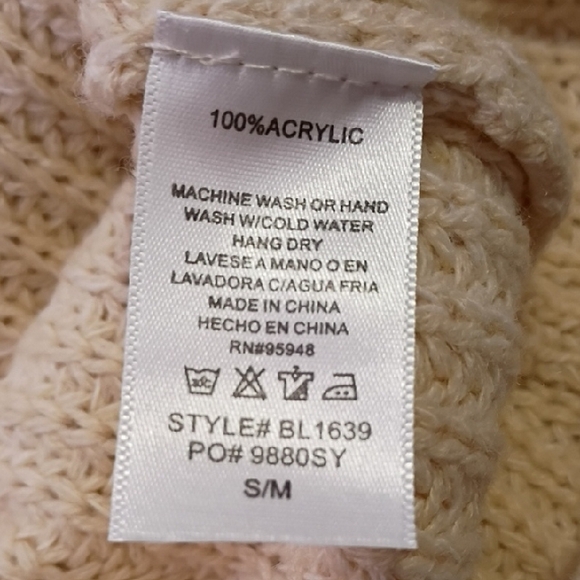 100%ACRYLIC
MACHINE WASH OR HAND
WASH W/COLD WATER
HANG DRY
LAVESE A MANO O EN
LAVADORA C/AGUA FRIA
MADE IN CHINA
HECHO EN CHINA
RN#95948
STYLE# BL1639
PO# 9880SY
S/M